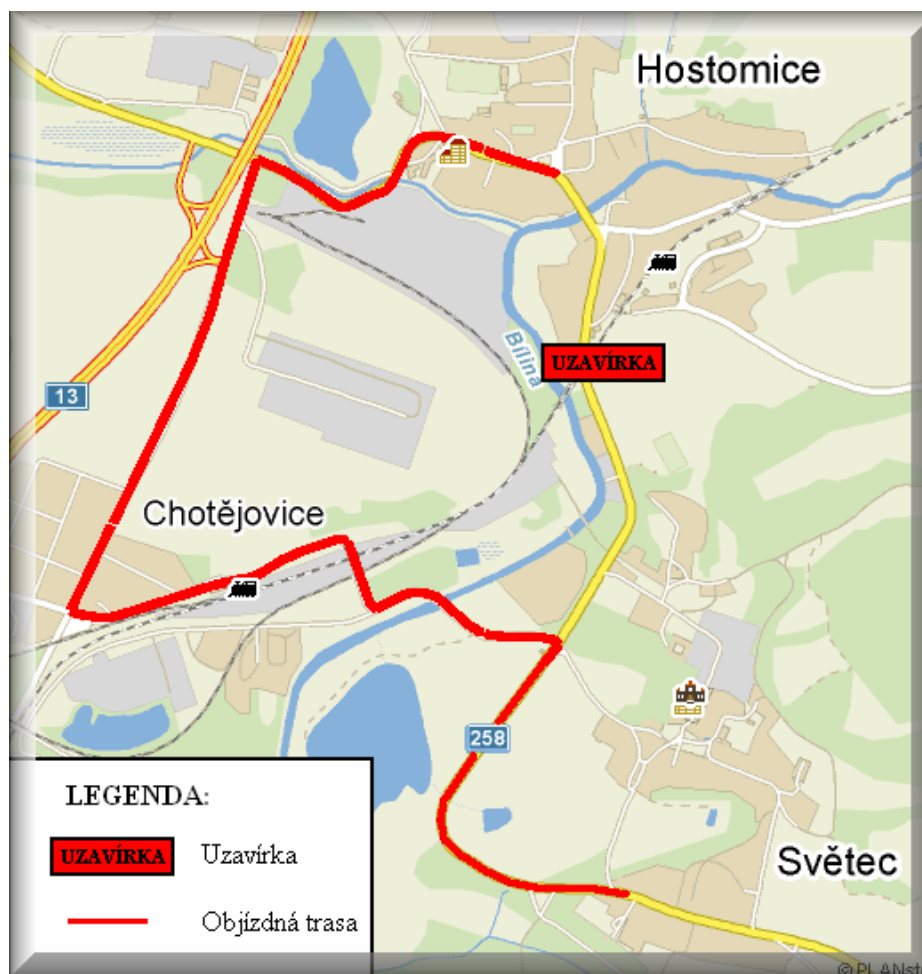 Hostomice
Bílina
UZAVÍRKA
13
Chotějovice
258
LEGENDA:
UZAVÍRKA Uzavírka
Světec
Objízdná trasa